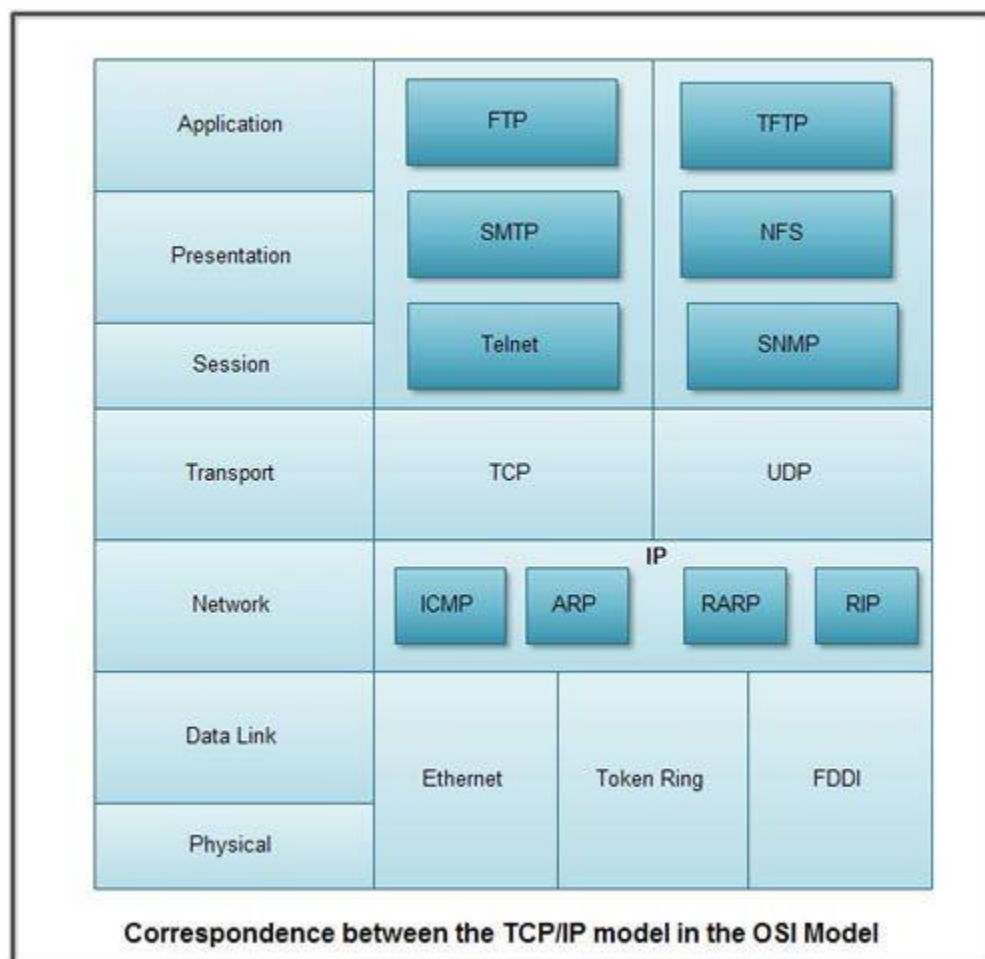 Application
FTP
TFTP
Presentation
SMTP
NFS
Session
Telnet
SNMP
Transport
TCP
UDP
Network
IP
ICMP
ARP
RARP
RIP
Data Link
Physical
Ethernet
Token Ring
FDDI
Correspondence between the TCP/IP model in the OSI Model